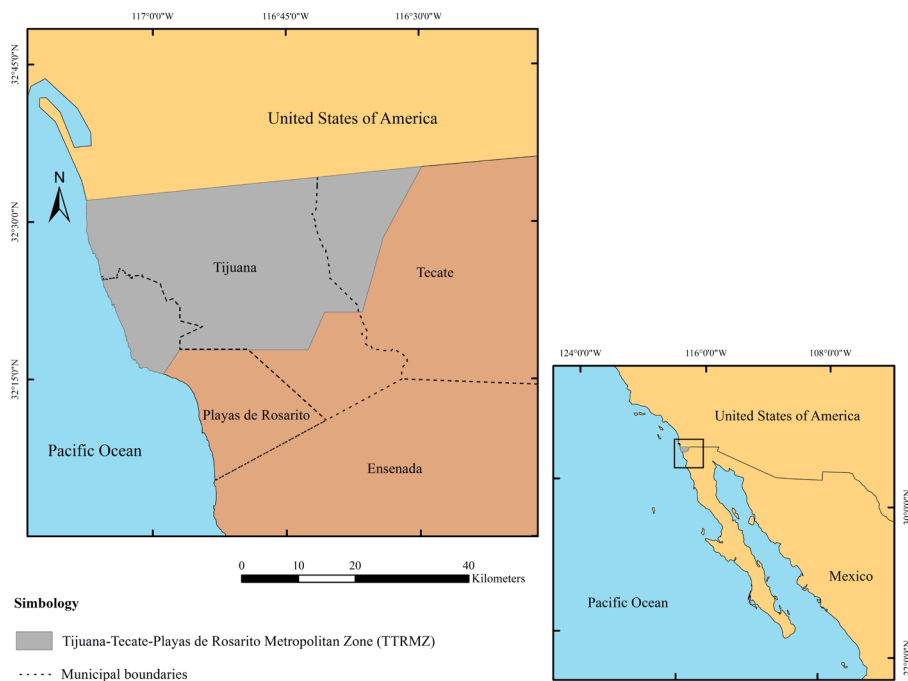 117°0'0"W 116°45'0"W 116°30'0"W
32°45'0"N
United States of America
N
32°30'0"N
Tijuana
Tecate
32°15'0"N
Playas de Rosarito
Pacific Ocean
Ensenada
0 10 20 40
Kilometers
Simbology
Tijuana-Tecate-Playas de Rosarito Metropolitan Zone (TTRMZ)
Municipal boundaries
124°0'0"W 116°0'0"W 108°0'0"W
United States of America
Mexico
Pacific Ocean